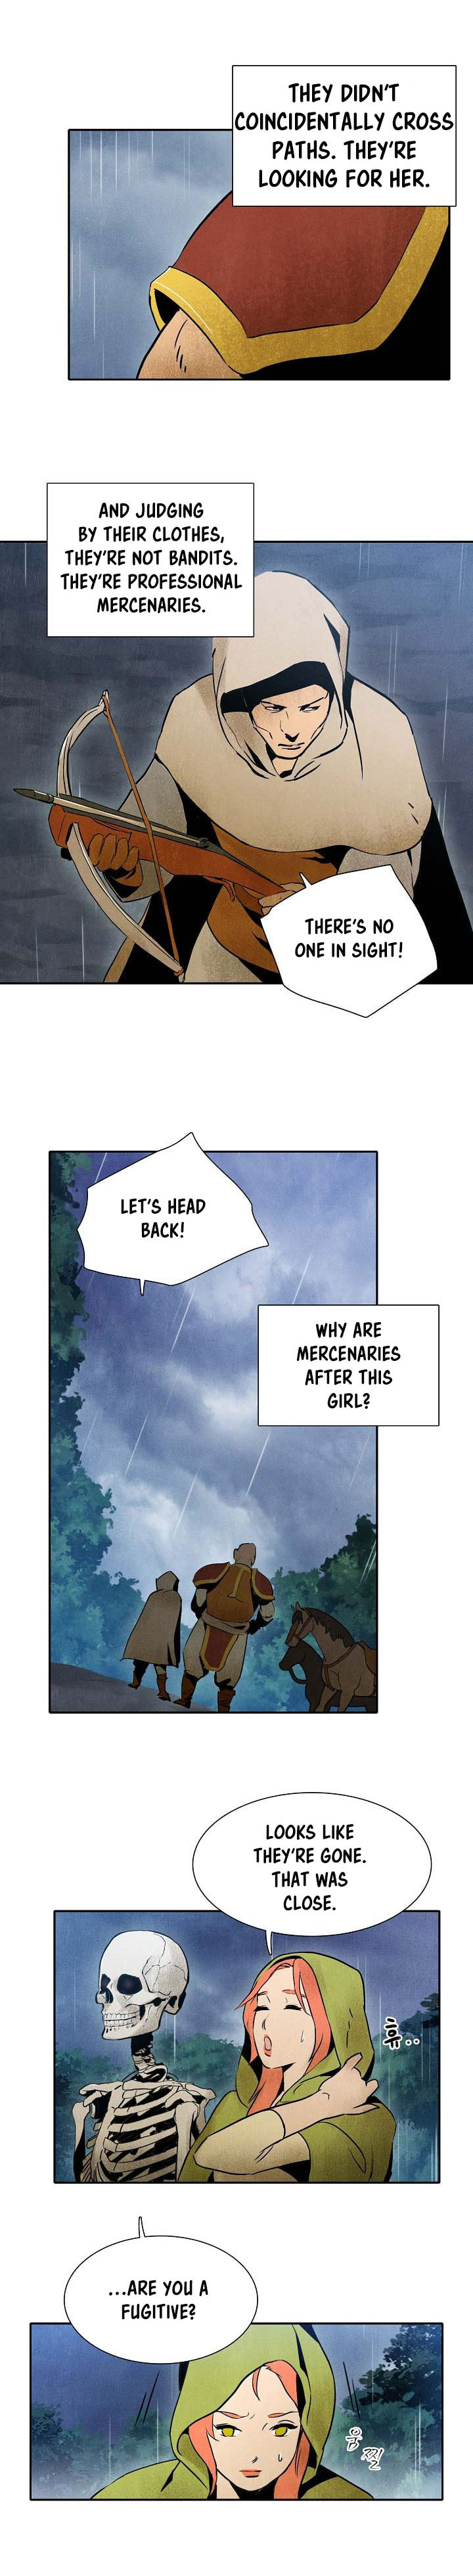 THEY DIDN'T
COINCIDENTALLY CROSS
PATHS. THEY'RE
LOOKING FOR HER.
AND JUDGING
BY THEIR CLOTHES,
THEY'RE NOT BANDITS.
THEY'RE PROFESSIONAL
MERCENARIES.
THERE'S NO
ONE IN SIGHT!
LET'S HEAD
BACK!
WHY ARE
MERCENARIES
AFTER THIS
GIRL?
LOOKS LIKE
THEY'RE GONE.
THAT WAS
CLOSE.
휴..
...ARE YOU A
FUGITIVE?
움찔